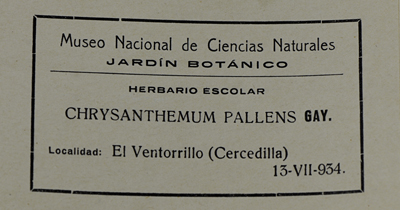 Museo Nacional de Ciencias Naturales
JARDÍN BOTÁNICO
HERBARIO ESCOLAR
CHRYSANTHEMUM PALLENS GAY.
Localidad: El Ventorrillo (Cercedilla)
13-VII-934.